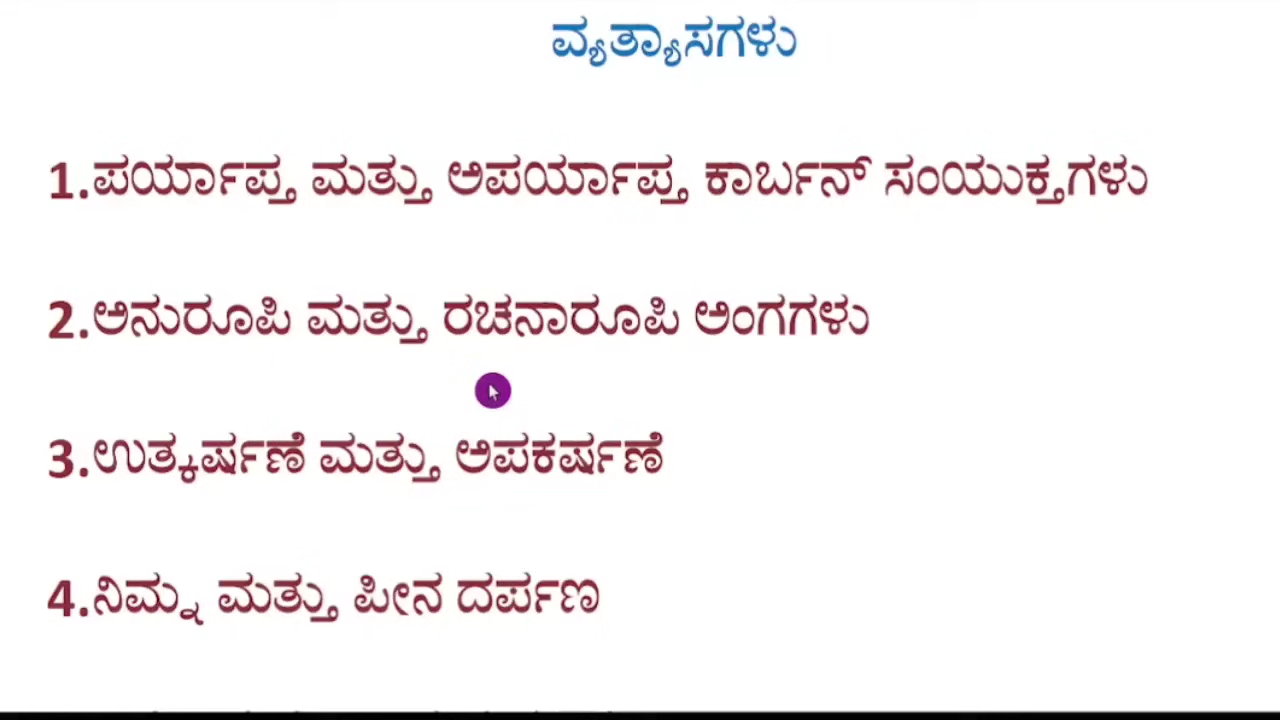 ವ್ಯತ್ಯಾಸಗಳು
1.ಪರ್ಯಾಪ್ತ ಮತ್ತು ಅಪರ್ಯಾಪ್ತ ಕಾರ್ಬನ್ ಸಂಯುಕ್ತಗಳು
2.ಅನುರೂಪಿ ಮತ್ತು ರಚನಾರೂಪಿ ಅಂಗಗಳು
3.ಉತ್ಕರ್ಷಣೆ ಮತ್ತು ಅಪಕರ್ಷಣೆ
4.ನಿಮ್ನ ಮತ್ತು ಪೀನ ದರ್ಪಣ